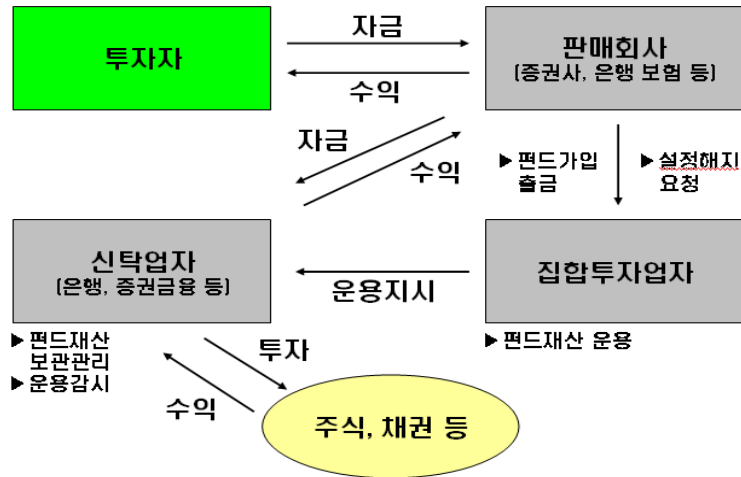 투자자
자금
수익
판매회사
(증권사, 은행 보험 등)
자금
수익
▶ 펀드가입
출금
▶ 설정해지
요청
신탁업자
(은행, 증권금융 등)
운용지시
집합투자업자
▶ 펀드재산
보관관리
▶ 운용감시
▶ 펀드재산 운용
투자
수익
주식, 채권 등